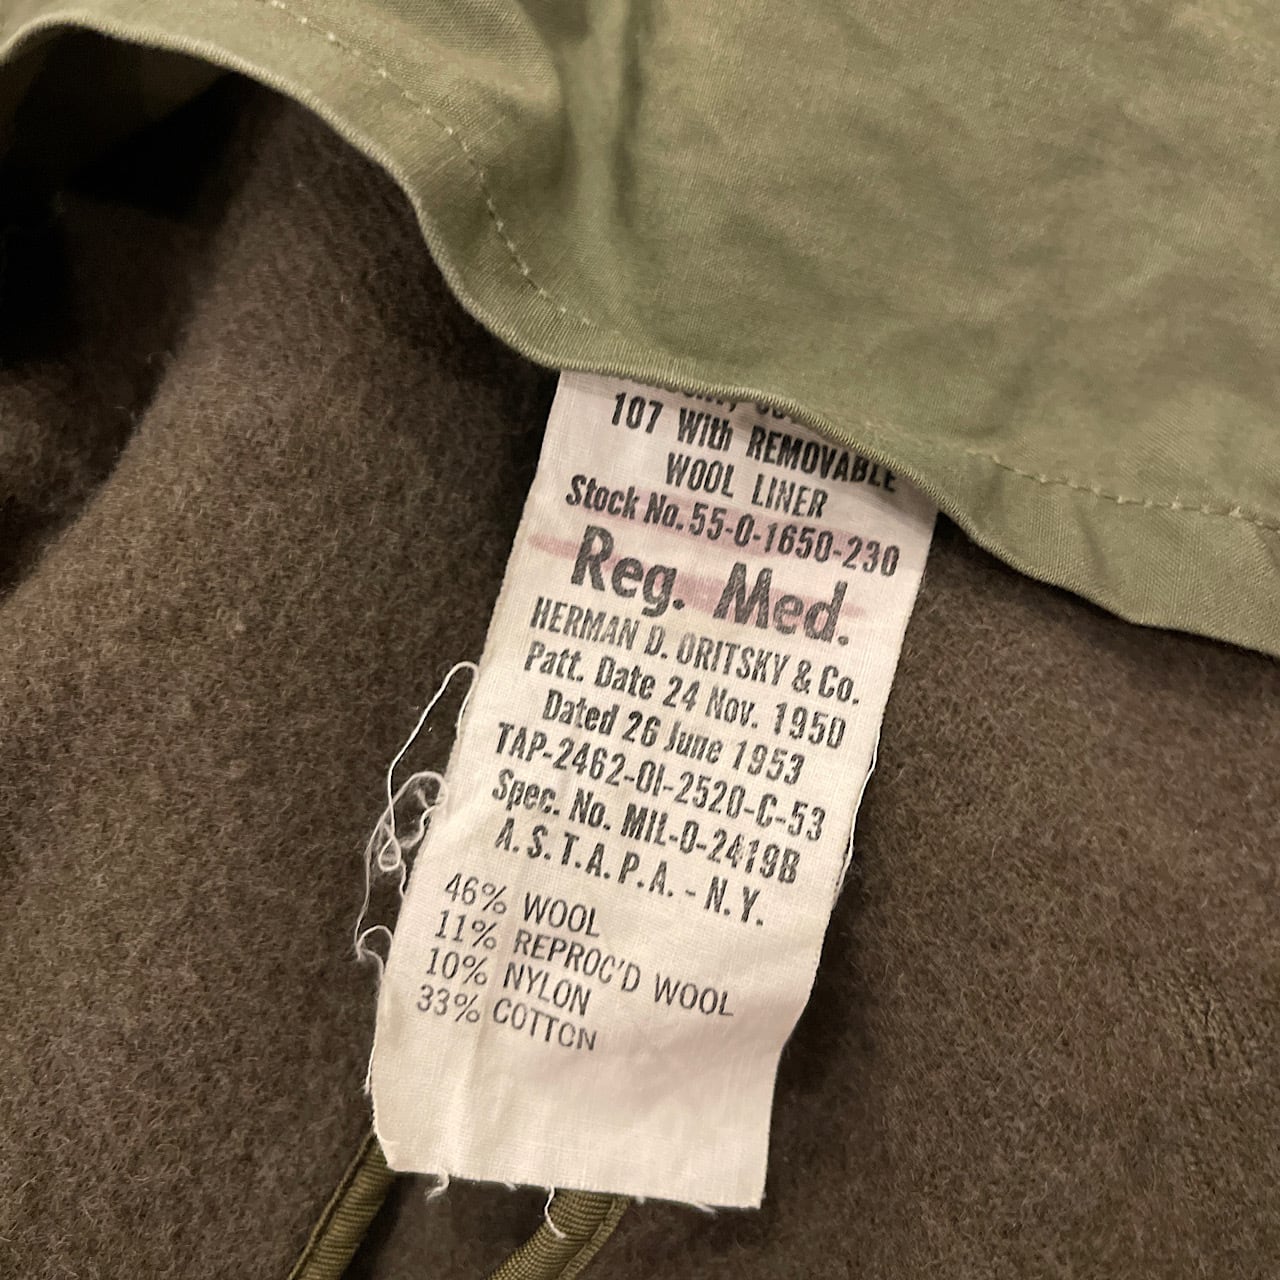 107 With REMOVABLE
WOOL LINER
Stock No. 55-0-1650-230
Reg. Med.
HERMAN D. ORITSKY & Co.
Patt. Date 24 Nov. 1950
Dated 26 June 1953
TAP-2462-OI-2520-C-53
Spec. No. MIL-O-2419B
A.S.T.A.P.A. - N.Y.
46% WOOL
11% REPROC'D WOOL
10% NYLON
33% COTTON